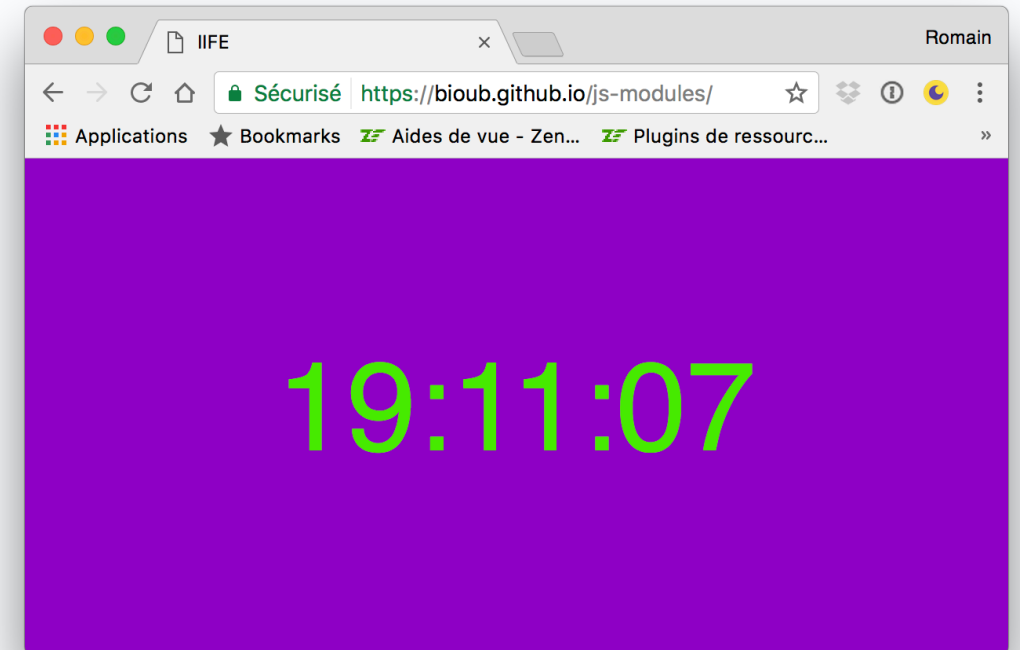 IIFE
Romain
Sécurisé https://bioub.github.io/js-modules/
Applications Bookmarks Aides de vue - Zen... Plugins de ressourc... »
19:11:07